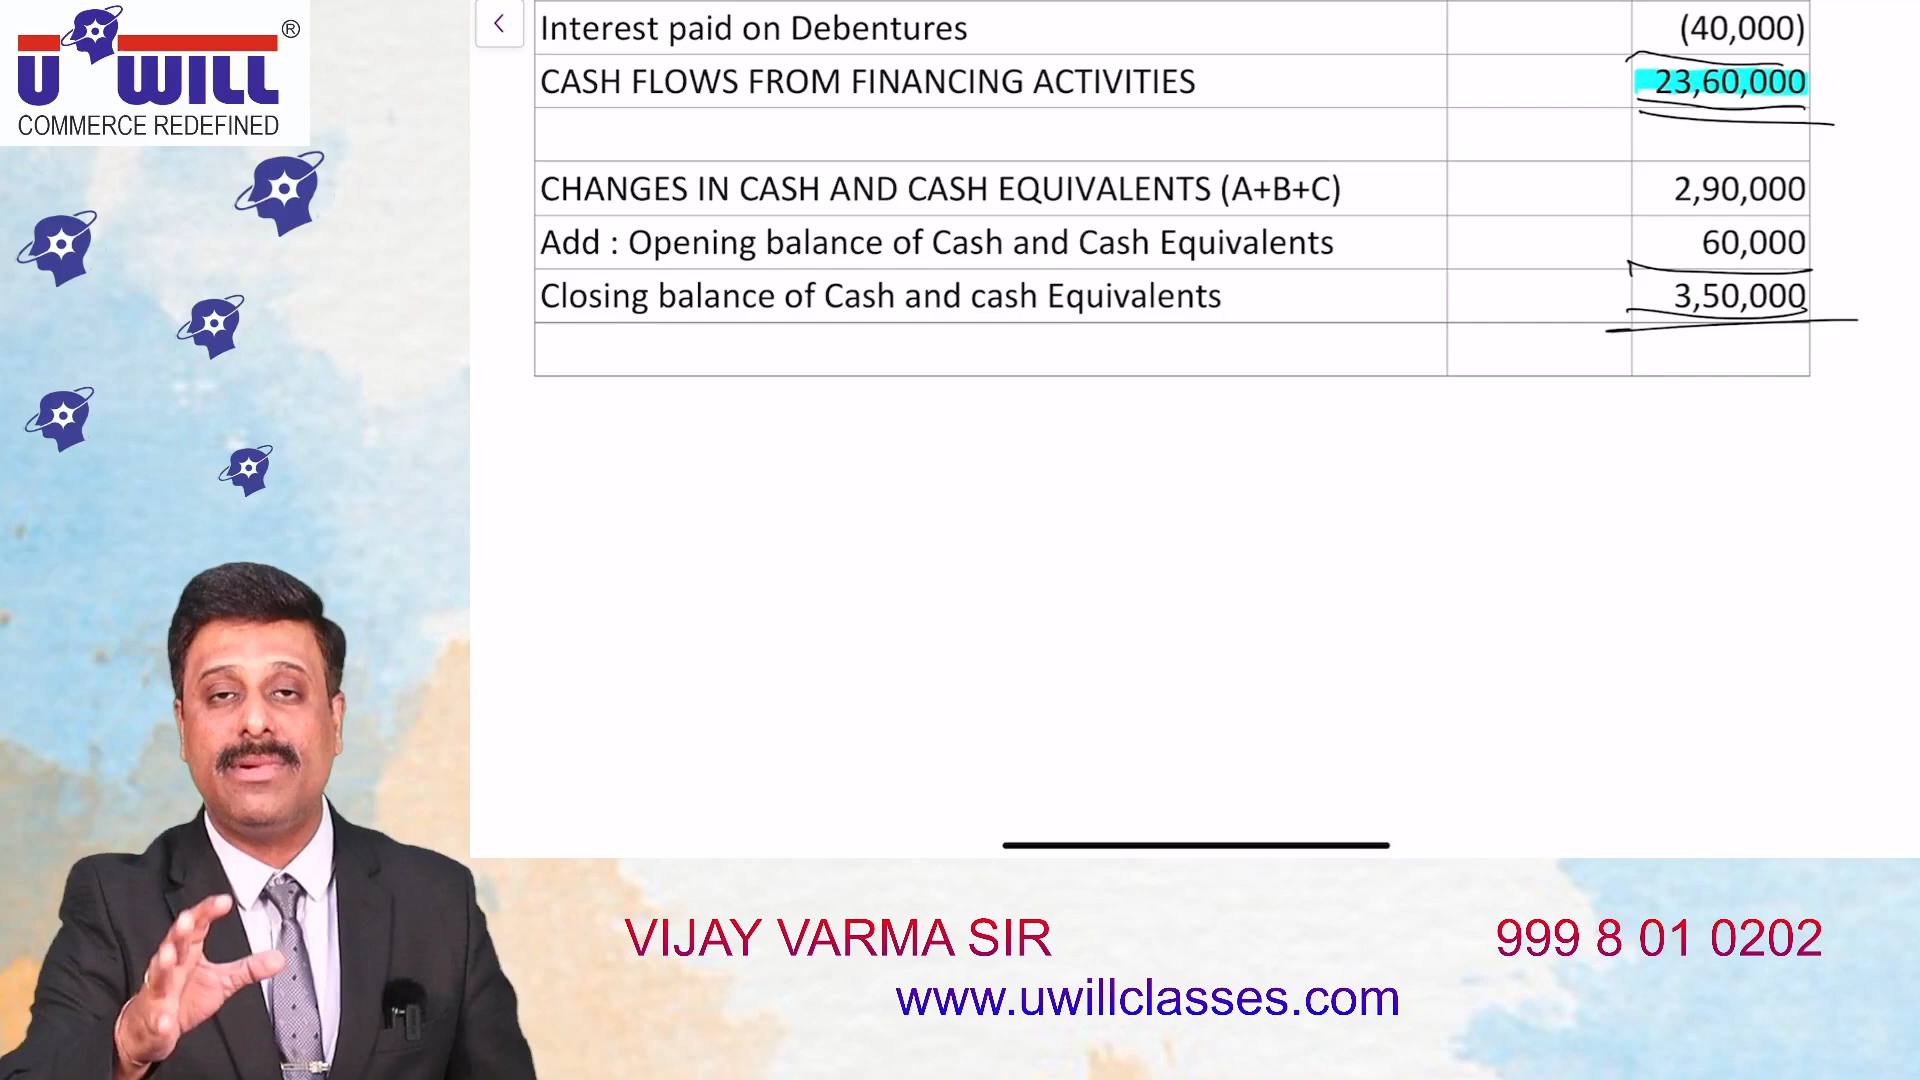 U WILL ®
COMMERCE REDEFINED
Interest paid on Debentures (40,000)
CASH FLOWS FROM FINANCING ACTIVITIES 23,60,000
CHANGES IN CASH AND CASH EQUIVALENTS (A+B+C) 2,90,000
Add : Opening balance of Cash and Cash Equivalents 60,000
Closing balance of Cash and cash Equivalents 3,50,000
VIJAY VARMA SIR 999 8 01 0202
www.uwillclasses.com